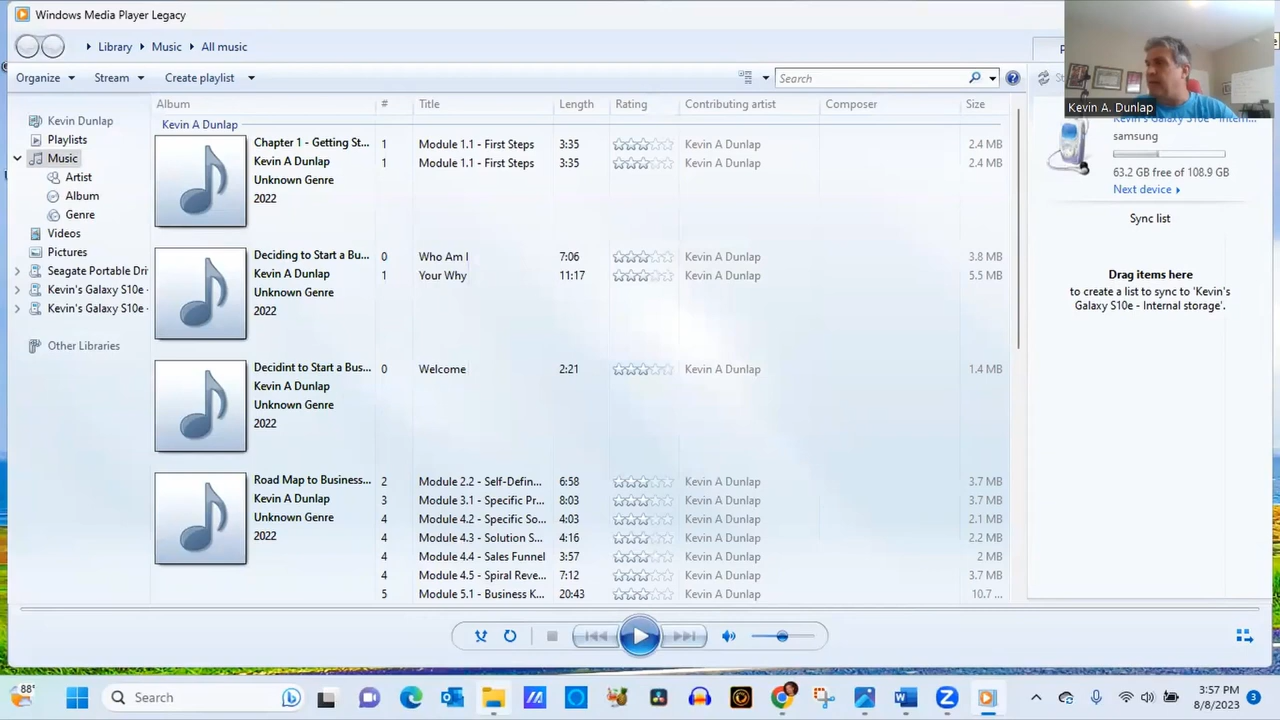 Windows Media Player Legacy
Library Music All music
Organize Stream Create playlist Search
Album # Title Length Rating Contributing artist Composer Size
Kevin A Dunlap
Chapter 1 - Getting St... 1 Module 1.1 - First Steps 3:35 Kevin A Dunlap 2.4 MB
Kevin A Dunlap 1 Module 1.1 - First Steps 3:35 Kevin A Dunlap 2.4 MB
Unknown Genre
2022
Deciding to Start a Bu... 0 Who Am I 7:06 Kevin A Dunlap 3.8 MB
Kevin A Dunlap 1 Your Why 11:17 Kevin A Dunlap 5.5 MB
Unknown Genre
2022
Decidint to Start a Bus... 0 Welcome 2:21 Kevin A Dunlap 1.4 MB
Kevin A Dunlap
Unknown Genre
2022
Road Map to Business... 2 Module 2.2 - Self-Defin... 6:58 Kevin A Dunlap 3.7 MB
Kevin A Dunlap 3 Module 3.1 - Specific Pr... 8:03 Kevin A Dunlap 3.7 MB
Unknown Genre 4 Module 4.2 - Specific So... 4:03 Kevin A Dunlap 2.1 MB
2022 4 Module 4.3 - Solution S... 4:16 Kevin A Dunlap 2.2 MB
4 Module 4.4 - Sales Funnel 3:57 Kevin A Dunlap 2 MB
4 Module 4.5 - Spiral Reve... 7:12 Kevin A Dunlap 3.7 MB
5 Module 5.1 - Business K... 20:43 Kevin A Dunlap 10.7 ...
Kevin Dunlap
Playlists
Music
Artist
Album
Genre
Videos
Pictures
Seagate Portable Dri
Kevin's Galaxy S10e -
Kevin's Galaxy S10e -
Other Libraries
Kevin A. Dunlap
Kevin's Galaxy S10e - Intern...
samsung
63.2 GB free of 108.9 GB
Next device
Sync list
Drag items here
to create a list to sync to 'Kevin's
Galaxy S10e - Internal storage'.
88°
Search
3:57 PM
8/8/2023
3